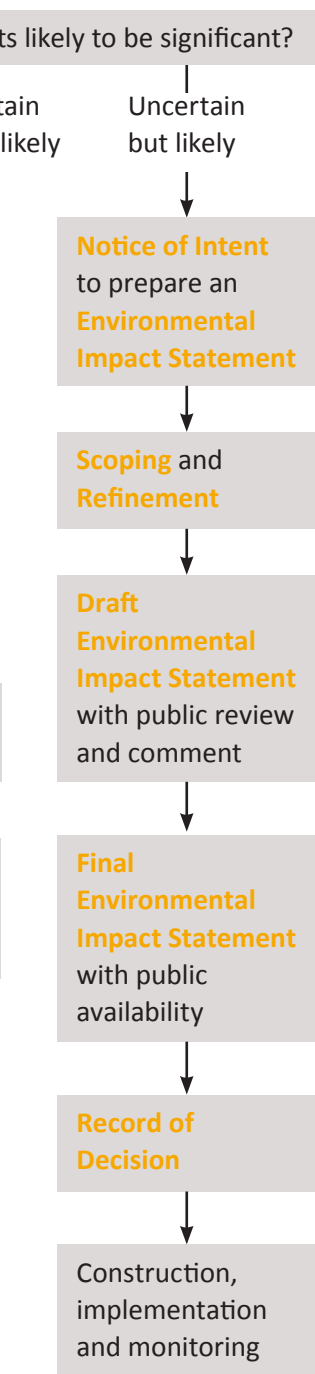 ts likely to be significant?
tain
likely
Uncertain
but likely
Notice of Intent
to prepare an
Environmental
Impact Statement
Scoping and
Refinement
Draft
Environmental
Impact Statement
with public review
and comment
Final
Environmental
Impact Statement
with public
availability
Record of
Decision
Construction,
implementation
and monitoring